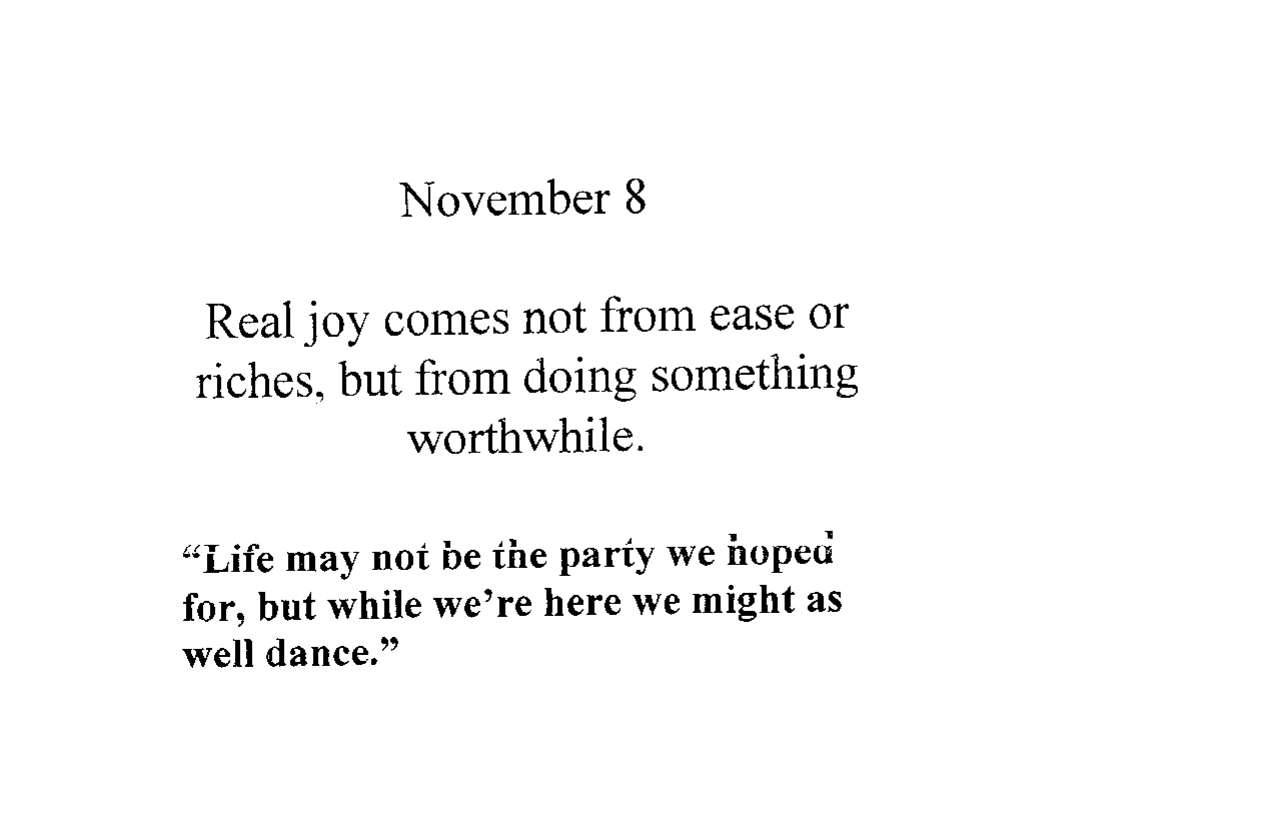 November 8
Real joy comes not from ease or
riches, but from doing something
worthwhile.
“Life may not be the party we hoped
for, but while we’re here we might as
well dance.”